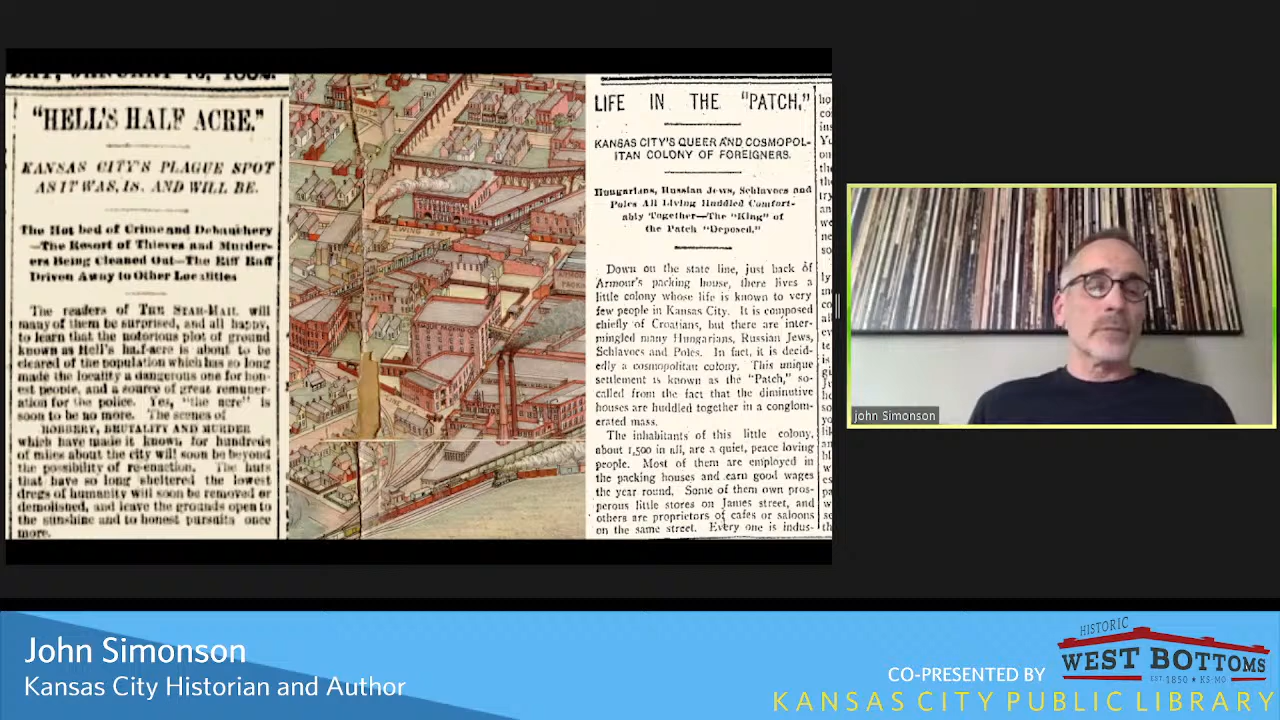 "HELL'S HALF ACRE."
KANSAS CITY'S PLAGUE SPOT
AS IT WAS, IS, AND WILL BE.
The Hot bed of Crime and Debauchery
—The Resort of Thieves and Murder-
ers Being Cleaned Out—The Riff Raff
Driven Away to Other Localities
The readers of THE STAR-MAIL will
many of them be surprised, and all happy,
to learn that the notorious plot of ground
known as Hell's half-acre is about to be
cleared of the population which has so long
made the locality a dangerous one for hon-
est people, and a source of great remuner-
ation for the police. Yes, "the acre" is
soon to be no more. The scenes of
ROBBERY, BRUTALITY AND MURDER
which have made it known for hundreds
of miles about the city will soon be beyond
the possibility of re-enaction. The huts
that have so long sheltered the lowest
dregs of humanity will soon be removed or
demolished, and leave the grounds open to
the sunshine and to honest pursuits once
more.
LIFE IN THE "PATCH,"
KANSAS CITY'S QUEER AND COSMOPOL-
ITAN COLONY OF FOREIGNERS.
Hungarians, Russian Jews, Schlavocs and
Poles All Living Huddled Comfort-
ably Together—The "King" of
the Patch "Deposed."
Down on the state line, just back of
Armour's packing house, there lives a
little colony whose life is known to very
few people in Kansas City. It is composed
chiefly of Croatians, but there are inter-
mingled many Hungarians, Russian Jews,
Schlavocs and Poles. In fact, it is decid-
edly a cosmopolitan colony. This unique
settlement is known as the "Patch," so-
called from the fact that the diminutive
houses are huddled together in a conglom-
erated mass.
The inhabitants of this little colony,
about 1,500 in all, are a quiet, peace loving
people. Most of them are employed in
the packing houses and earn good wages
the year round. Some of them own pros-
perous little stores on James street, and
others are proprietors of cafes or saloons
on the same street. Every one is indus-
john Simonson
John Simonson
Kansas City Historian and Author
CO-PRESENTED BY
HISTORIC
WEST BOTTOMS
EST. 1850 ★ KS·MO
KANSAS CITY PUBLIC LIBRARY